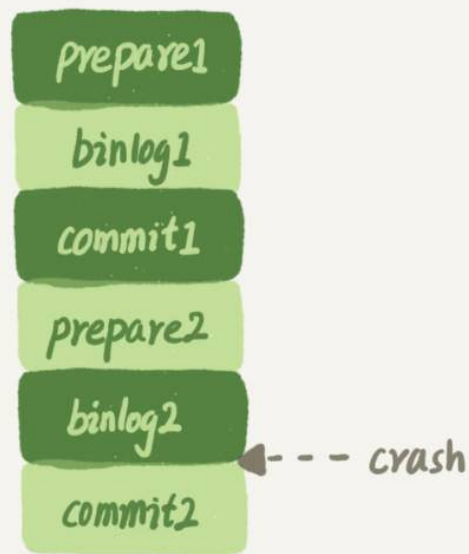 prepare1
binlog1
commit1
prepare2
binlog2
crash
commit2